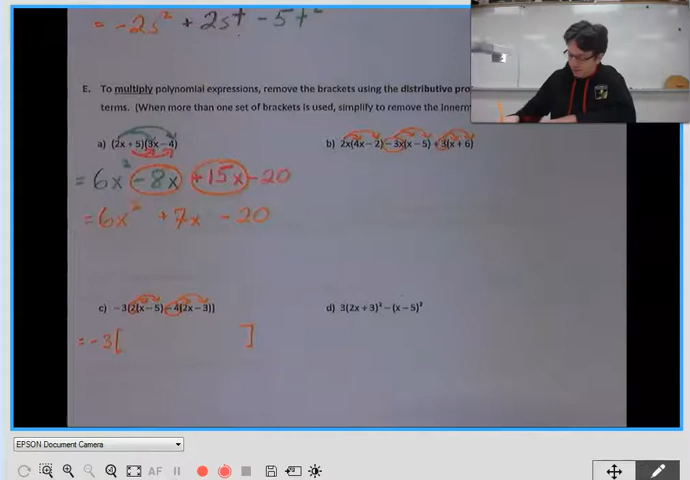 = -2s² + 2st - 5t²
E. To multiply polynomial expressions, remove the brackets using the distributive
terms. (When more than one set of brackets is used, simplify to remove the
a) (2x + 5)(3x - 4)
b) 2x(4x - 2) - 3x(x - 5) + 3(x + 6)
= 6x² - 8x + 15x - 20
= 6x² + 7x - 20
c) -3[2(x - 5) - 4(2x - 3)]
d) 3(2x + 3)² - (x - 5)²
= -3[ ]
EPSON Document Camera
AF